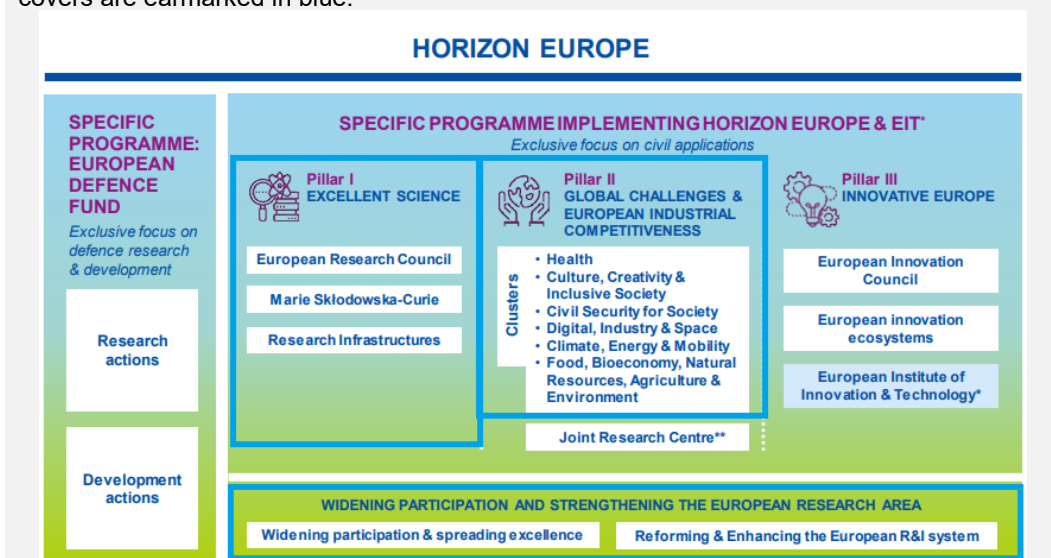 covers are earmarked in blue.
HORIZON EUROPE
SPECIFIC
PROGRAMME:
EUROPEAN
DEFENCE
FUND
Exclusive focus on
defence research
& development
Research
actions
Development
actions
SPECIFIC PROGRAMME IMPLEMENTING HORIZON EUROPE & EIT*
Exclusive focus on civil applications
Pillar I
EXCELLENT SCIENCE
European Research Council
Marie Skłodowska-Curie
Research Infrastructures
Pillar II
GLOBAL CHALLENGES &
EUROPEAN INDUSTRIAL
COMPETITIVENESS
Clusters
• Health
• Culture, Creativity &
Inclusive Society
• Civil Security for Society
• Digital, Industry & Space
• Climate, Energy & Mobility
• Food, Bioeconomy, Natural
Resources, Agriculture &
Environment
Joint Research Centre**
Pillar III
INNOVATIVE EUROPE
European Innovation
Council
European innovation
ecosystems
European Institute of
Innovation & Technology*
WIDENING PARTICIPATION AND STRENGTHENING THE EUROPEAN RESEARCH AREA
Widening participation & spreading excellence
Reforming & Enhancing the European R&I system